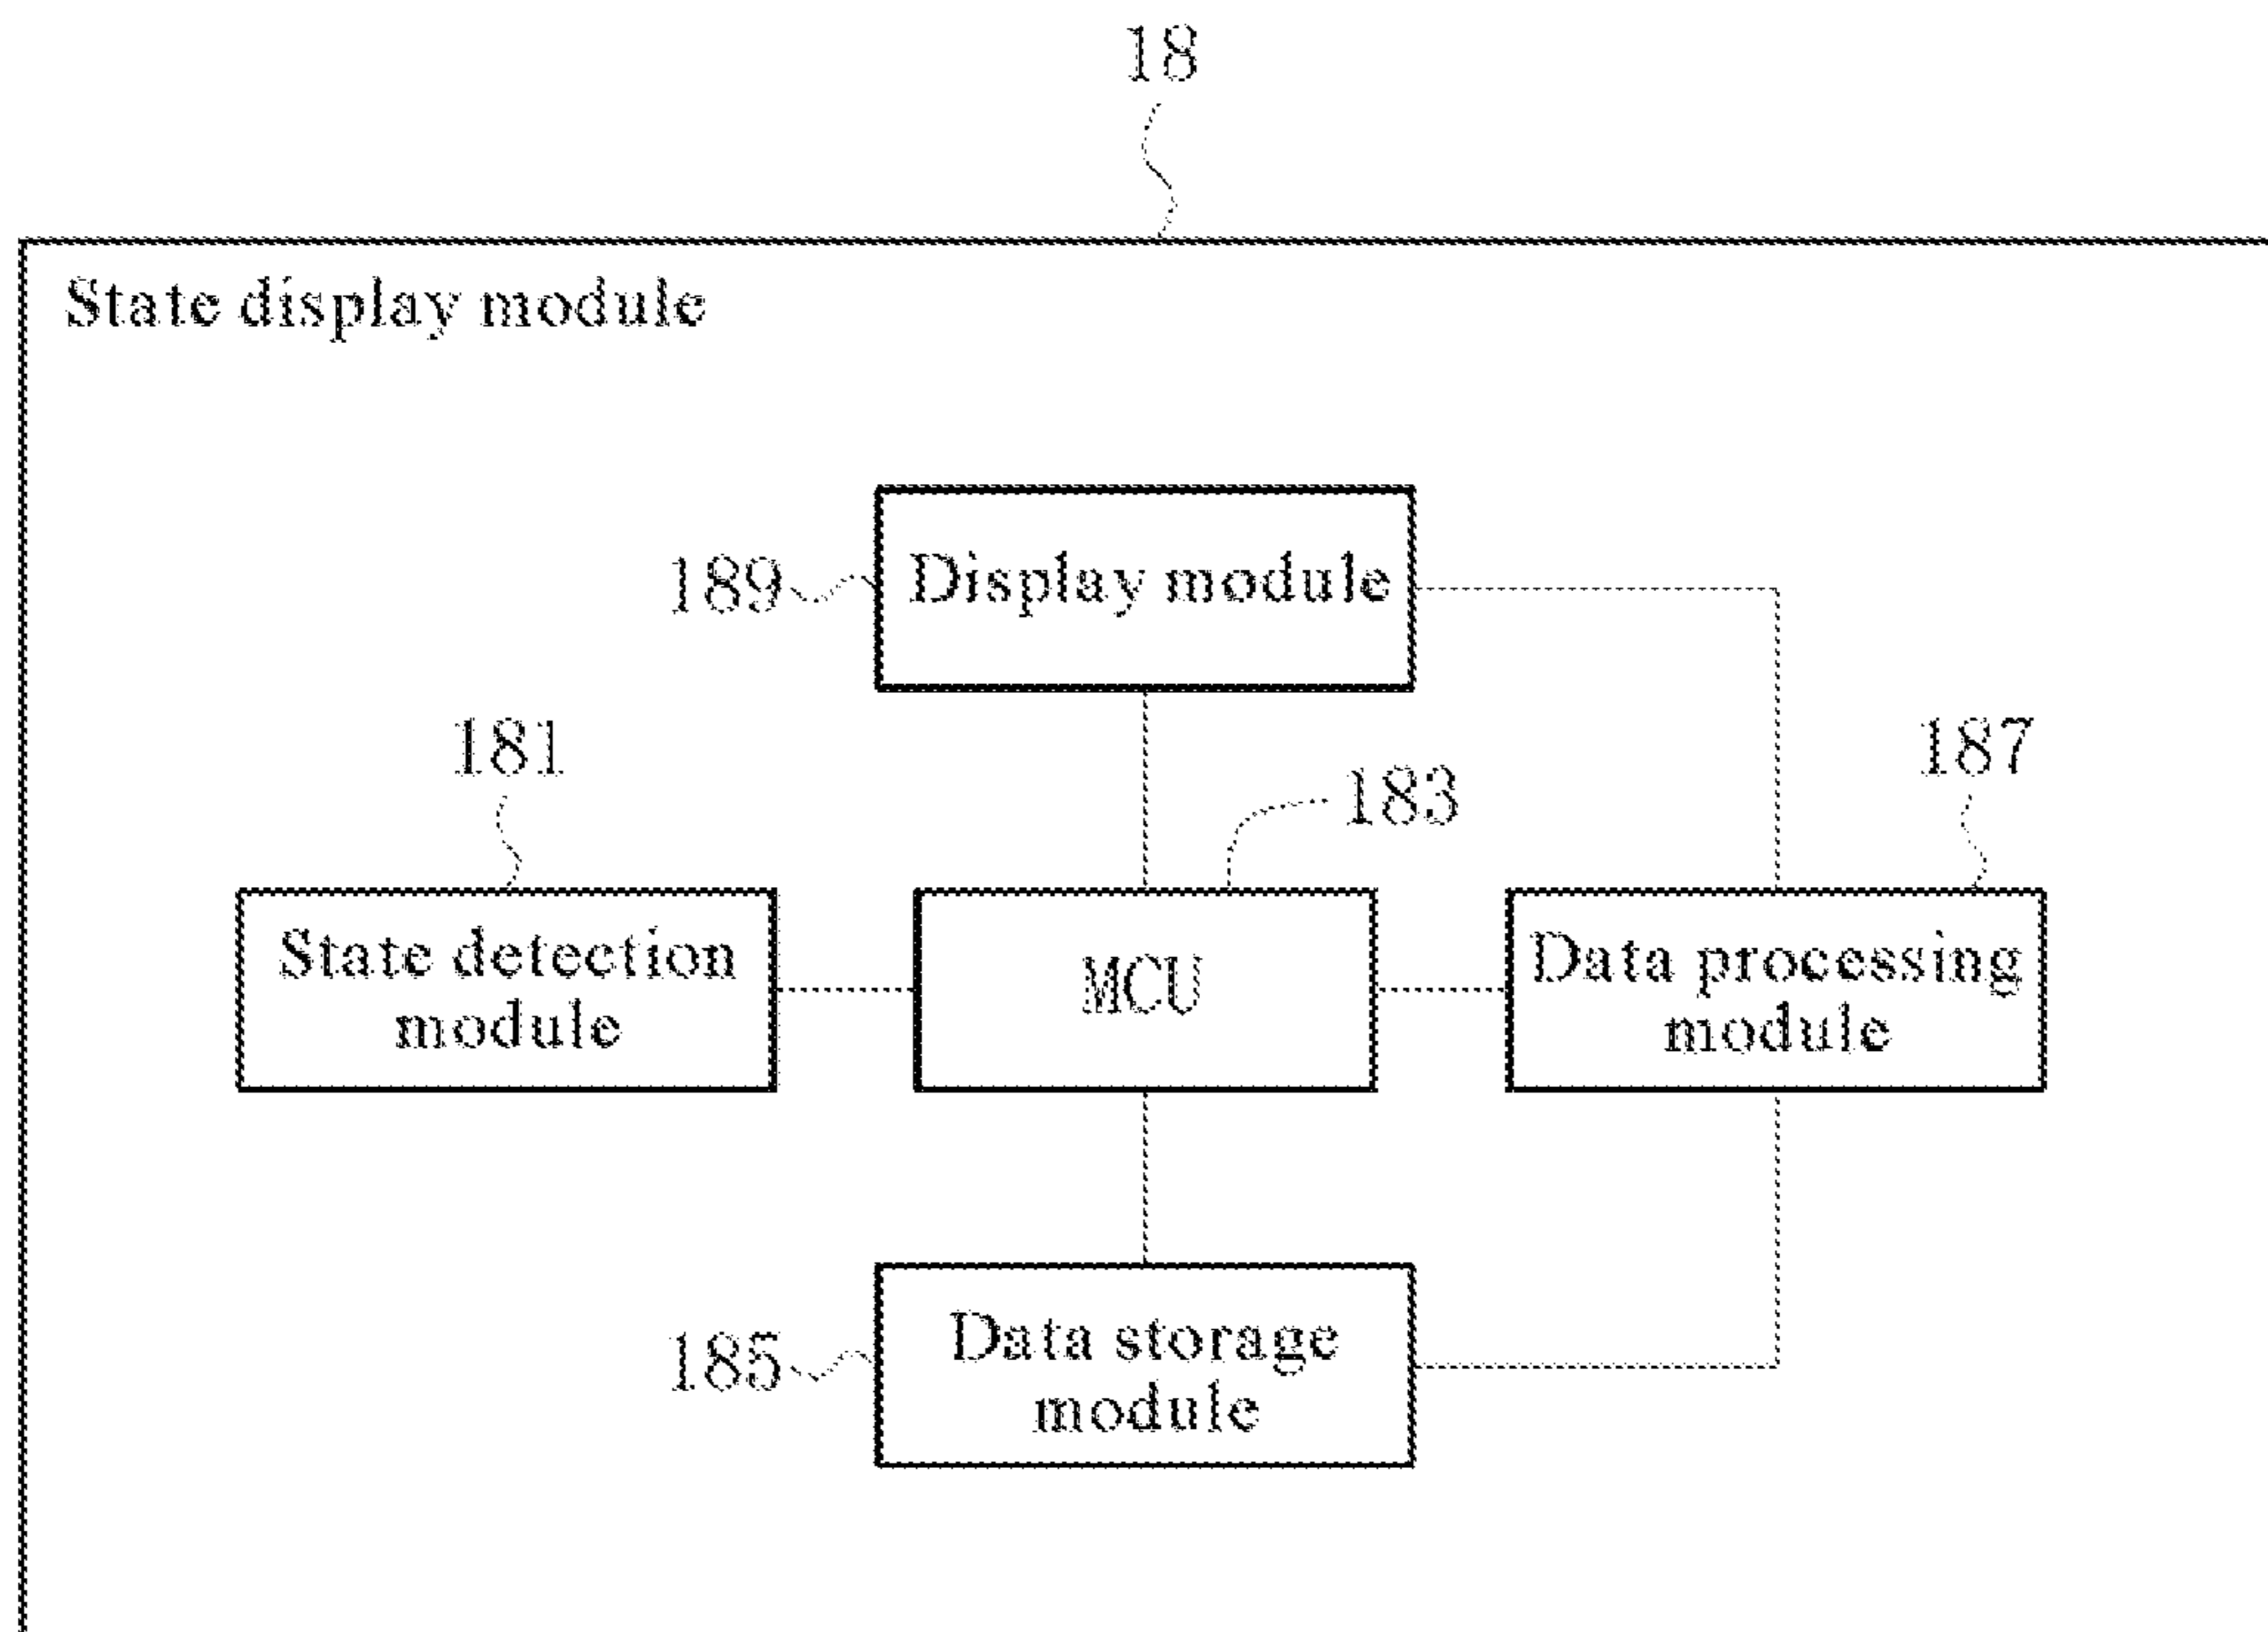 18
State display module
189
Display module
181
183
187
State detection
module
MCU
Data processing
module
185
Data storage
module